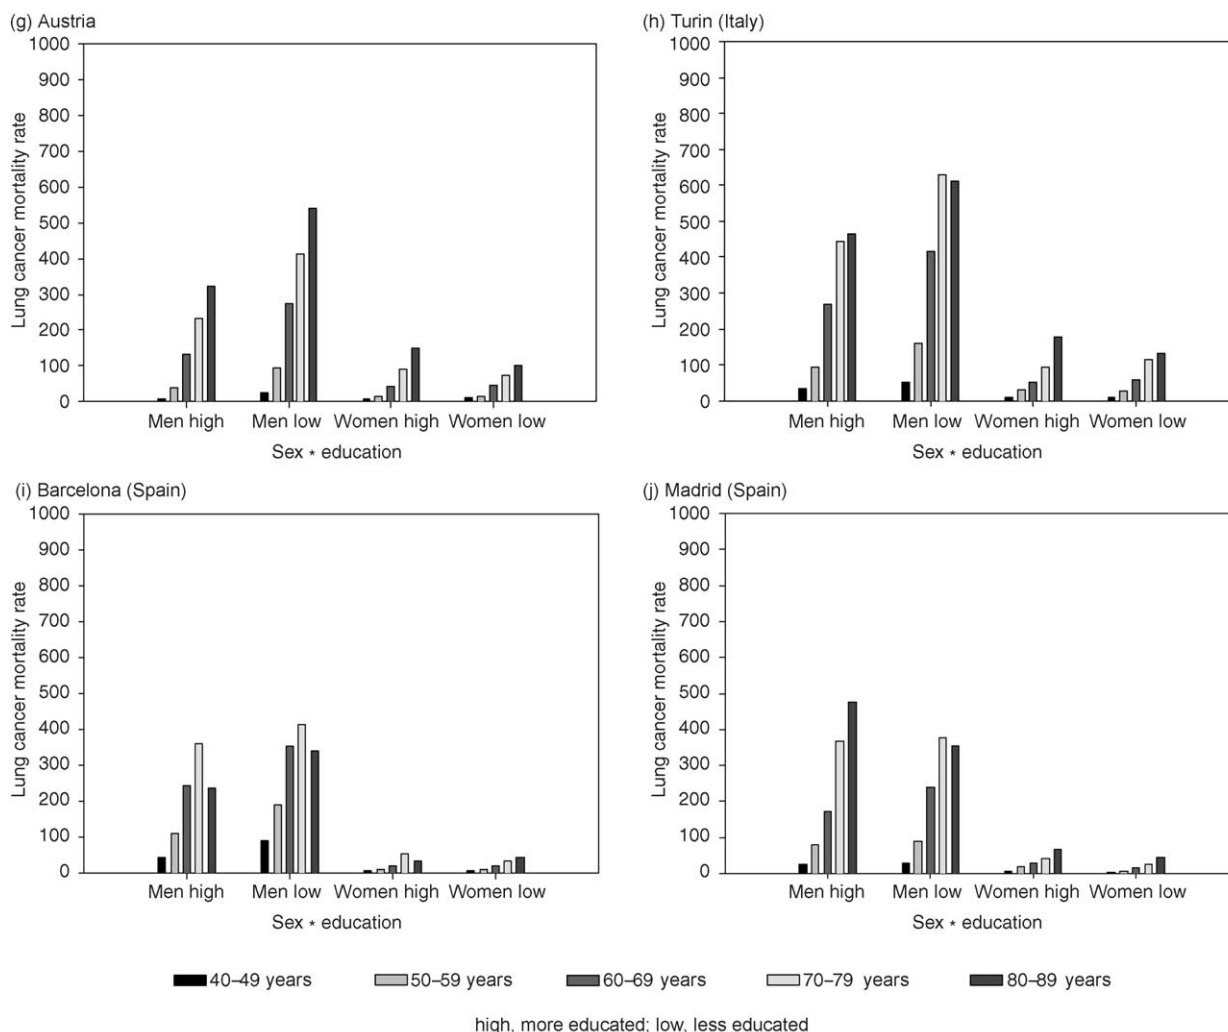 (g) Austria
1000
900
800
700
600
500
400
300
200
100
0
Lung cancer mortality rate
Men high Men low Women high Women low
Sex * education
(h) Turin (Italy)
1000
900
800
700
600
500
400
300
200
100
0
Lung cancer mortality rate
Men high Men low Women high Women low
Sex * education
(i) Barcelona (Spain)
1000
900
800
700
600
500
400
300
200
100
0
Lung cancer mortality rate
Men high Men low Women high Women low
Sex * education
(j) Madrid (Spain)
1000
900
800
700
600
500
400
300
200
100
0
Lung cancer mortality rate
Men high Men low Women high Women low
Sex * education
40–49 years 50–59 years 60–69 years 70–79 years 80–89 years
high, more educated; low, less educated